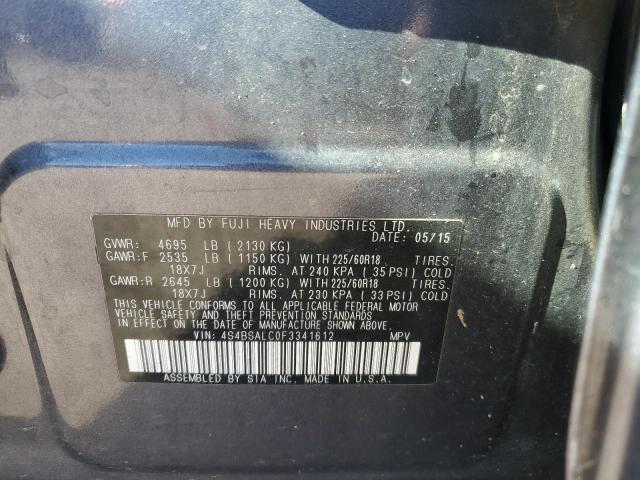 MFD BY FUJI HEAVY INDUSTRIES LTD.
DATE: 05/15
GVWR: 4695 LB ( 2130 KG)
GAWR:F 2535 LB ( 1150 KG) WITH 225/60R18 TIRES.
18X7J RIMS. AT 240 KPA ( 35 PSI) COLD
GAWR:R 2645 LB ( 1200 KG) WITH 225/60R18 TIRES.
18X7J RIMS. AT 230 KPA ( 33 PSI) COLD
THIS VEHICLE CONFORMS TO ALL APPLICABLE FEDERAL MOTOR
VEHICLE SAFETY AND BUMPER STANDARDS IN EFFECT
ON THE DATE OF MANUFACTURE SHOWN ABOVE.
VIN: 4S4BSALC0F3341612 MPV
ASSEMBLED BY SIA INC, MADE IN U.S.A.